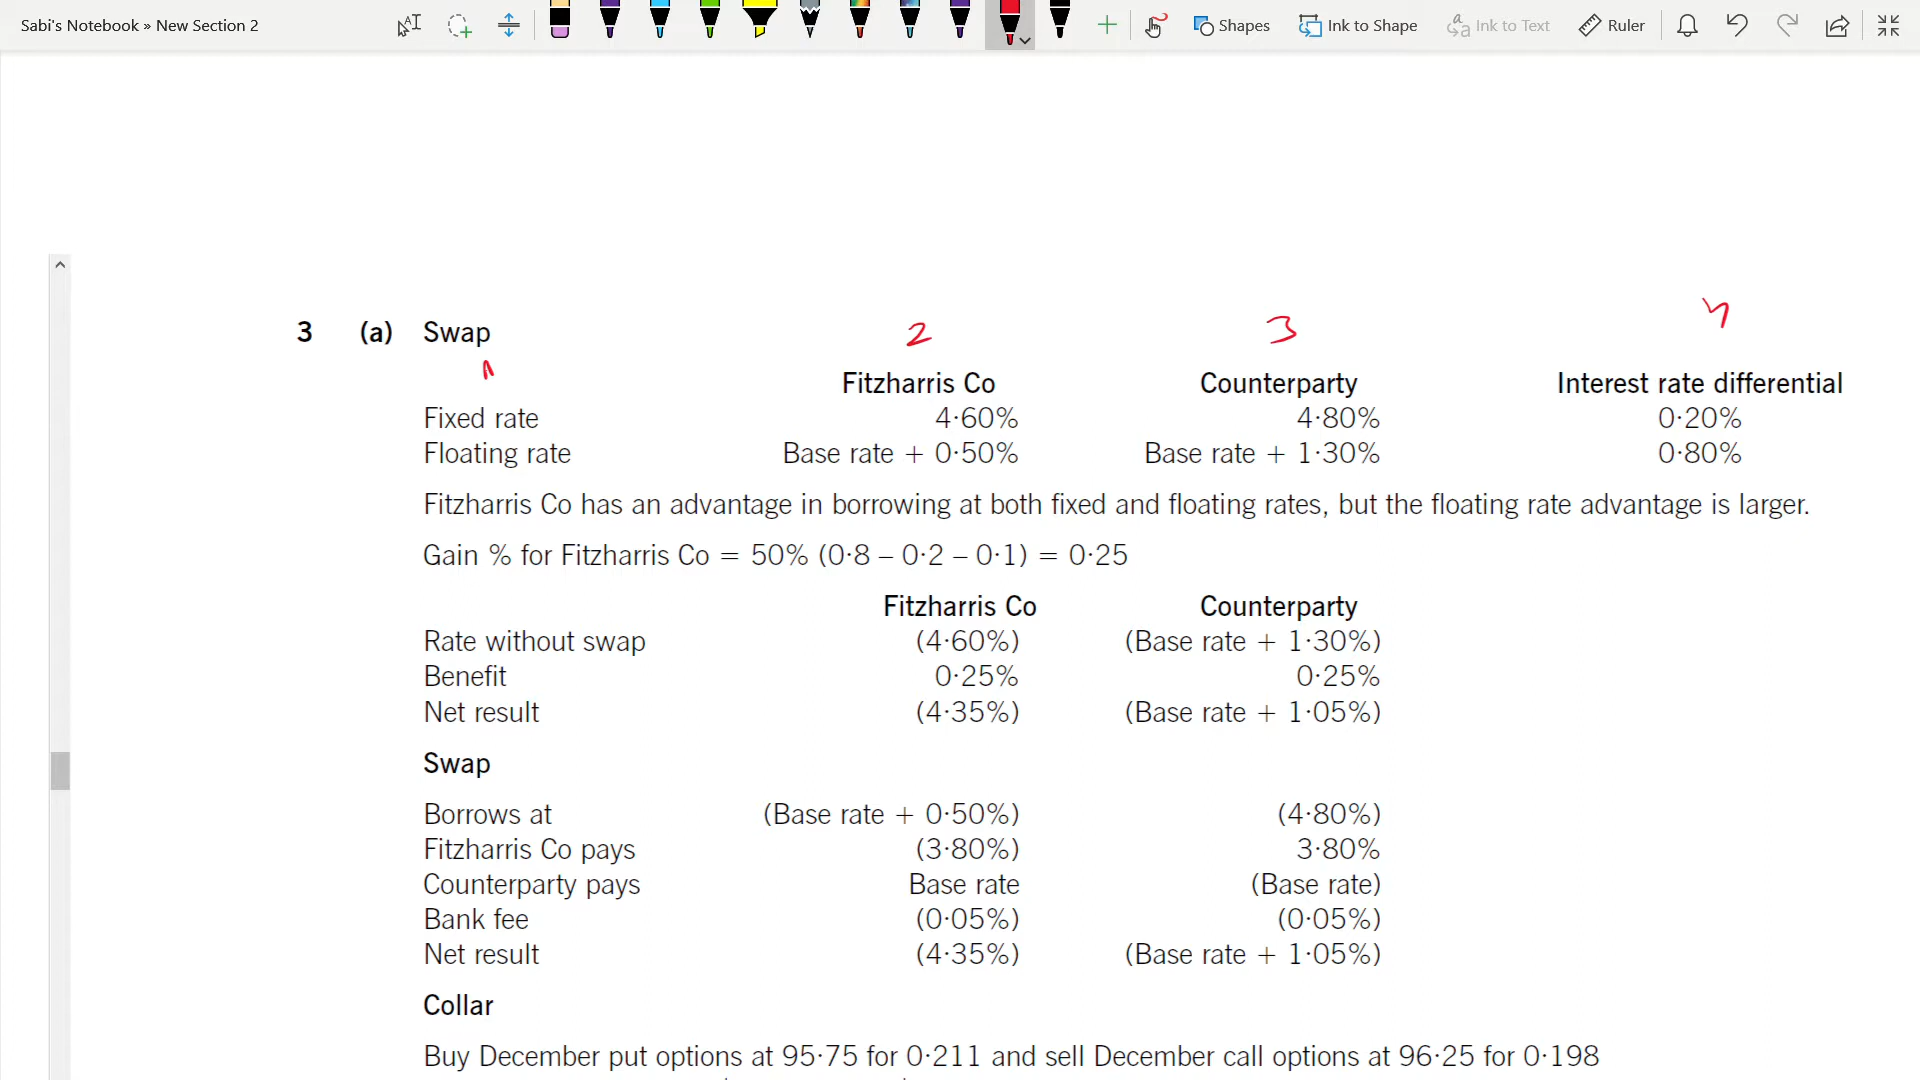 Sabi's Notebook » New Section 2 Shapes Ink to Shape Ink to Text Ruler
2 3 4
3 (a) Swap
1
Fitzharris Co Counterparty Interest rate differential
Fixed rate 4·60% 4·80% 0·20%
Floating rate Base rate + 0·50% Base rate + 1·30% 0·80%
Fitzharris Co has an advantage in borrowing at both fixed and floating rates, but the floating rate advantage is larger.
Gain % for Fitzharris Co = 50% (0·8 – 0·2 – 0·1) = 0·25
Fitzharris Co Counterparty
Rate without swap (4·60%) (Base rate + 1·30%)
Benefit 0·25% 0·25%
Net result (4·35%) (Base rate + 1·05%)
Swap
Borrows at (Base rate + 0·50%) (4·80%)
Fitzharris Co pays (3·80%) 3·80%
Counterparty pays Base rate (Base rate)
Bank fee (0·05%) (0·05%)
Net result (4·35%) (Base rate + 1·05%)
Collar
Buy December put options at 95·75 for 0·211 and sell December call options at 96·25 for 0·198